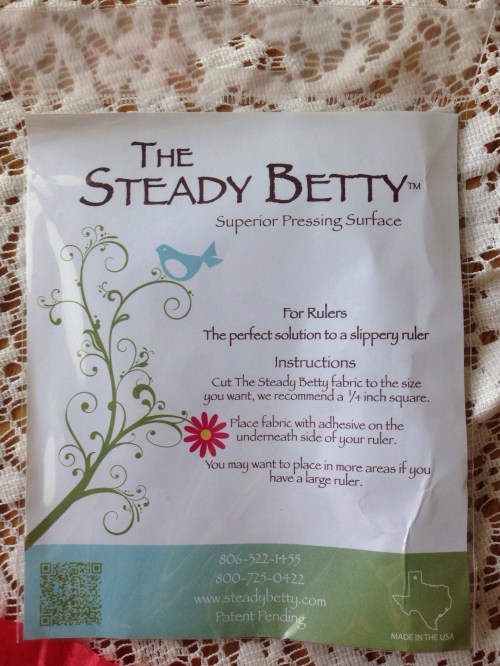 THE
STEADY BETTY™
Superior Pressing Surface
For Rulers
The perfect solution to a slippery ruler
Instructions
Cut The Steady Betty fabric to the size
you want, we recommend a 1/4 inch square.
Place fabric with adhesive on the
underneath side of your ruler.
You may want to place in more areas if you
have a large ruler.
806-522-1455
800-725-0422
www.steadybetty.com
Patent Pending
MADE IN THE USA